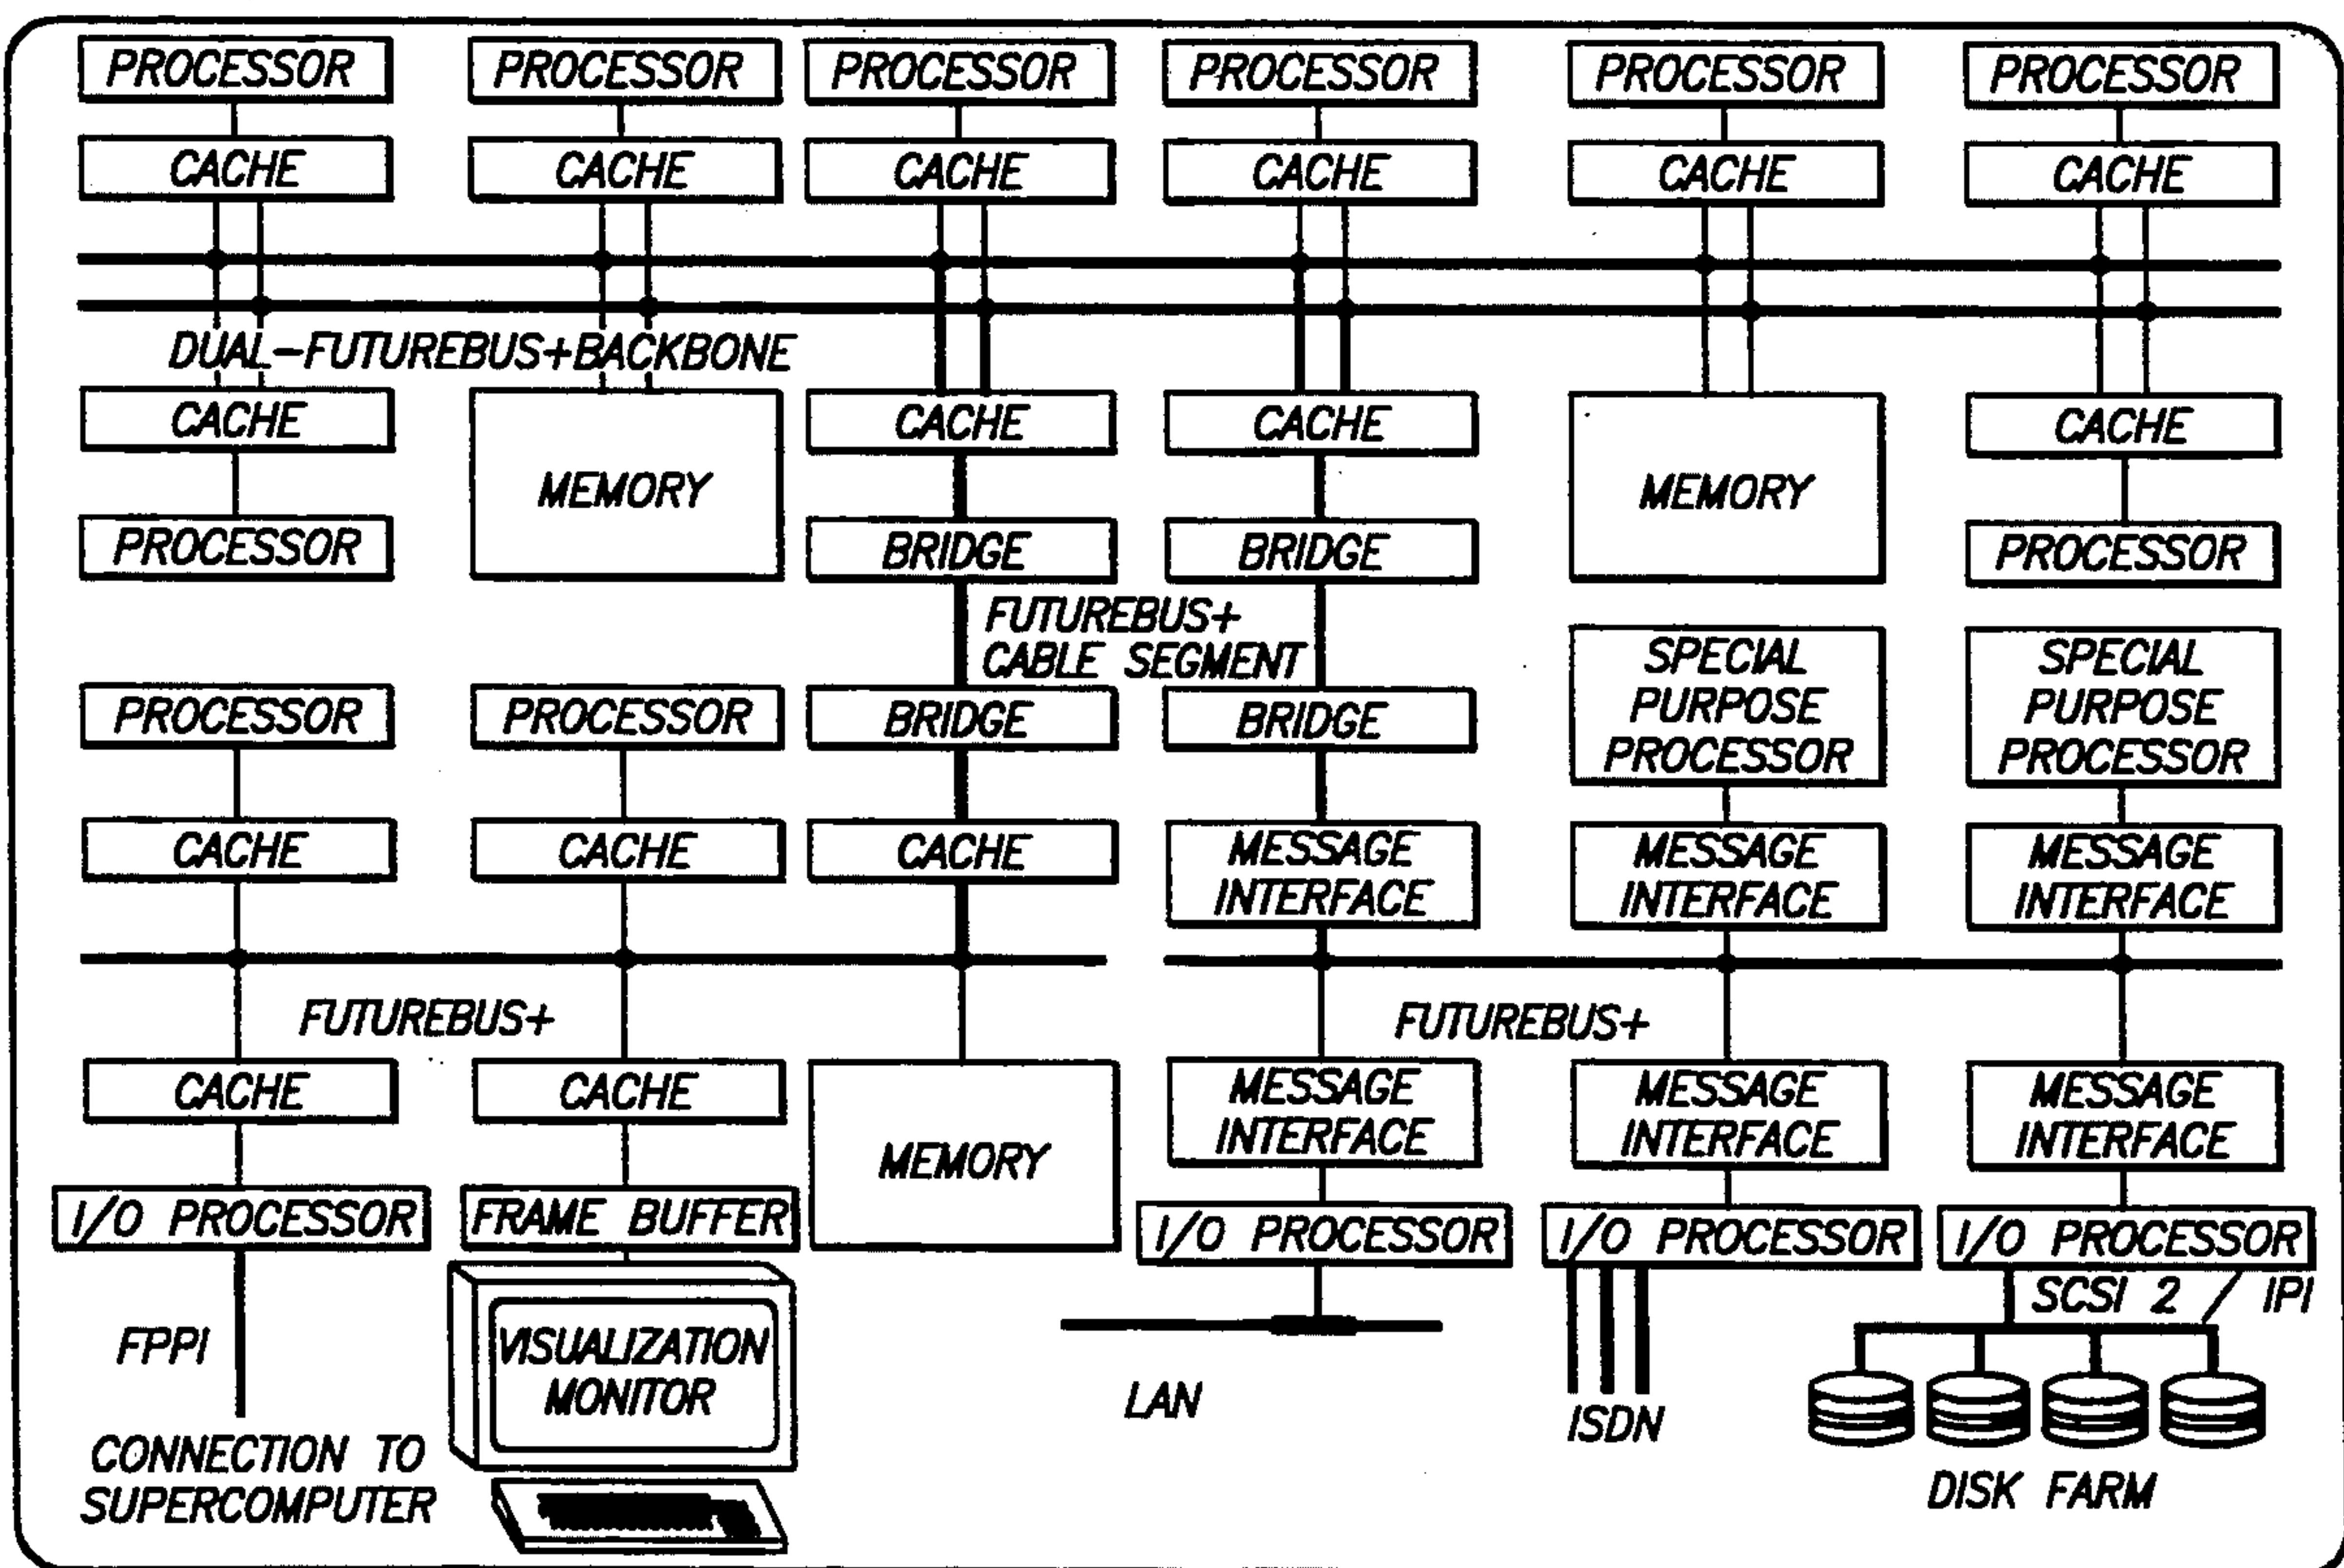 PROCESSOR
PROCESSOR
PROCESSOR
PROCESSOR
PROCESSOR
PROCESSOR
CACHE
CACHE
CACHE
CACHE
CACHE
CACHE
DUAL-FUTUREBUS+BACKBONE
CACHE
MEMORY
CACHE
CACHE
MEMORY
CACHE
PROCESSOR
BRIDGE
BRIDGE
PROCESSOR
FUTUREBUS+
CABLE SEGMENT
SPECIAL
PURPOSE
PROCESSOR
SPECIAL
PURPOSE
PROCESSOR
PROCESSOR
PROCESSOR
BRIDGE
BRIDGE
CACHE
CACHE
CACHE
MESSAGE
INTERFACE
MESSAGE
INTERFACE
MESSAGE
INTERFACE
FUTUREBUS+
FUTUREBUS+
CACHE
CACHE
MEMORY
MESSAGE
INTERFACE
MESSAGE
INTERFACE
MESSAGE
INTERFACE
I/O PROCESSOR
FRAME BUFFER
I/O PROCESSOR
I/O PROCESSOR
I/O PROCESSOR
SCSI 2 / IPI
FPPI
VISUALIZATION
MONITOR
LAN
ISDN
CONNECTION TO
SUPERCOMPUTER
DISK FARM